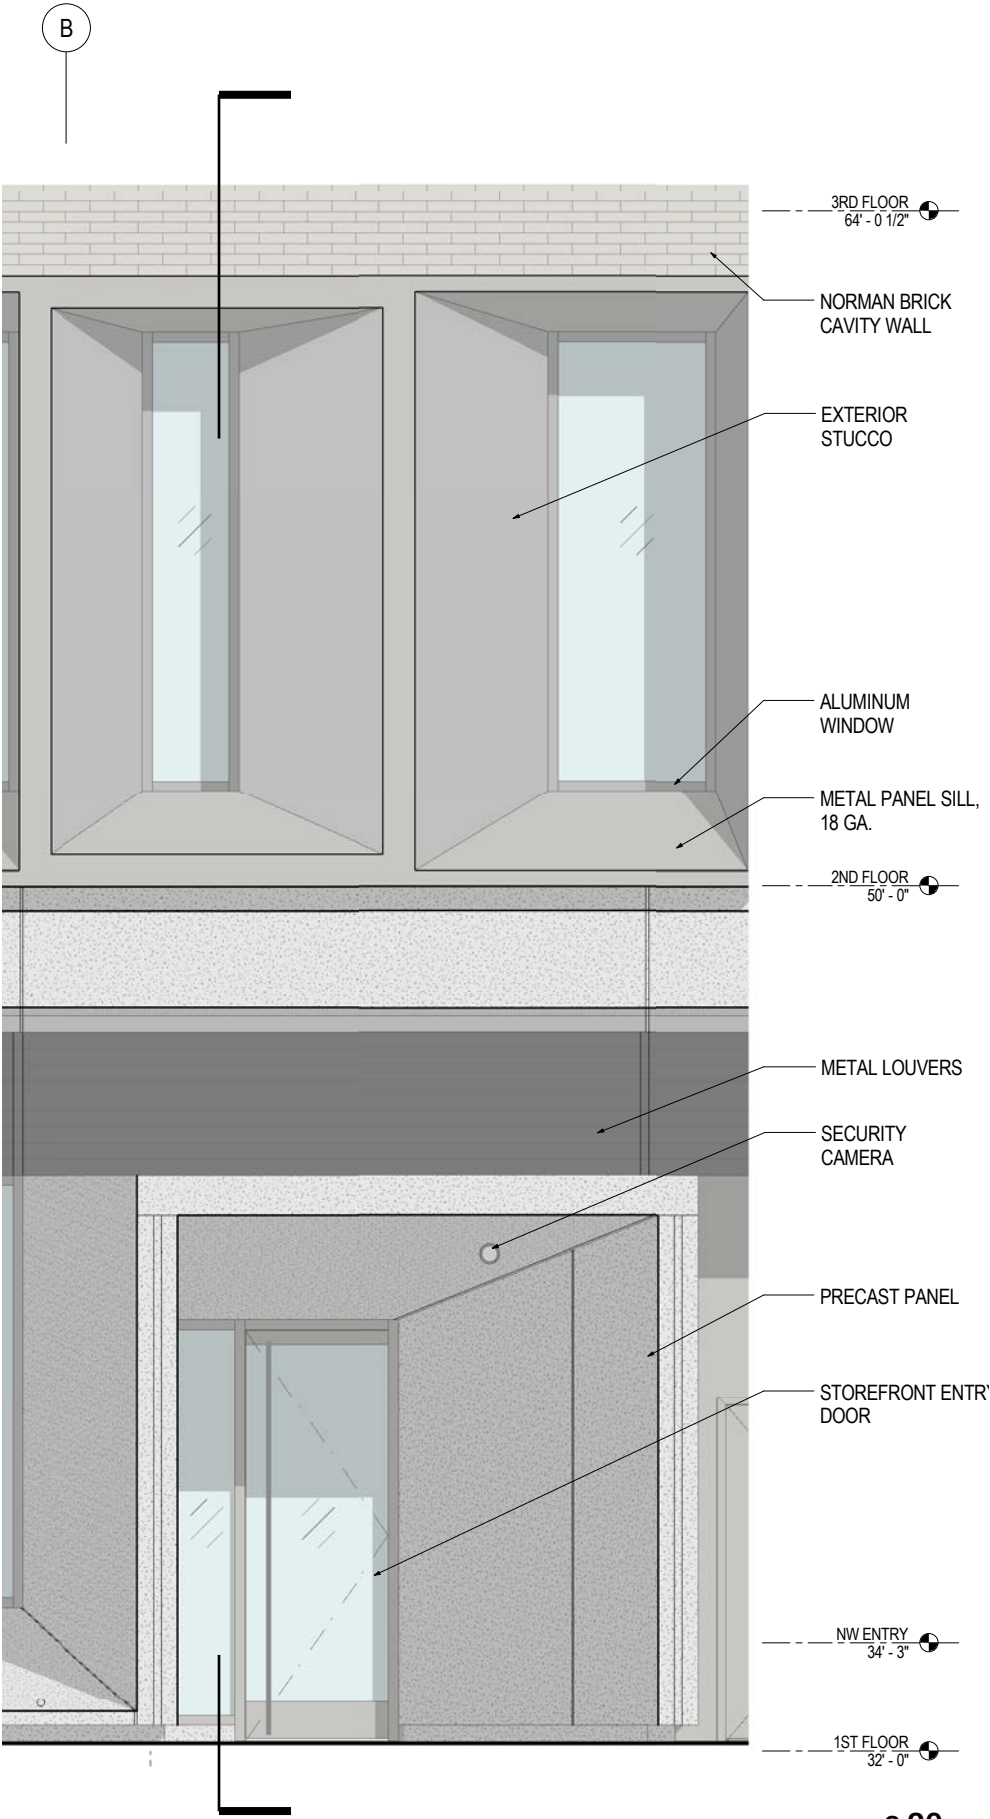 B
3RD FLOOR
64' - 0 1/2"
NORMAN BRICK
CAVITY WALL
EXTERIOR
STUCCO
ALUMINUM
WINDOW
METAL PANEL SILL,
18 GA.
2ND FLOOR
50' - 0"
METAL LOUVERS
SECURITY
CAMERA
PRECAST PANEL
STOREFRONT ENTRY
DOOR
NW ENTRY
34' - 3"
1ST FLOOR
32' - 0"